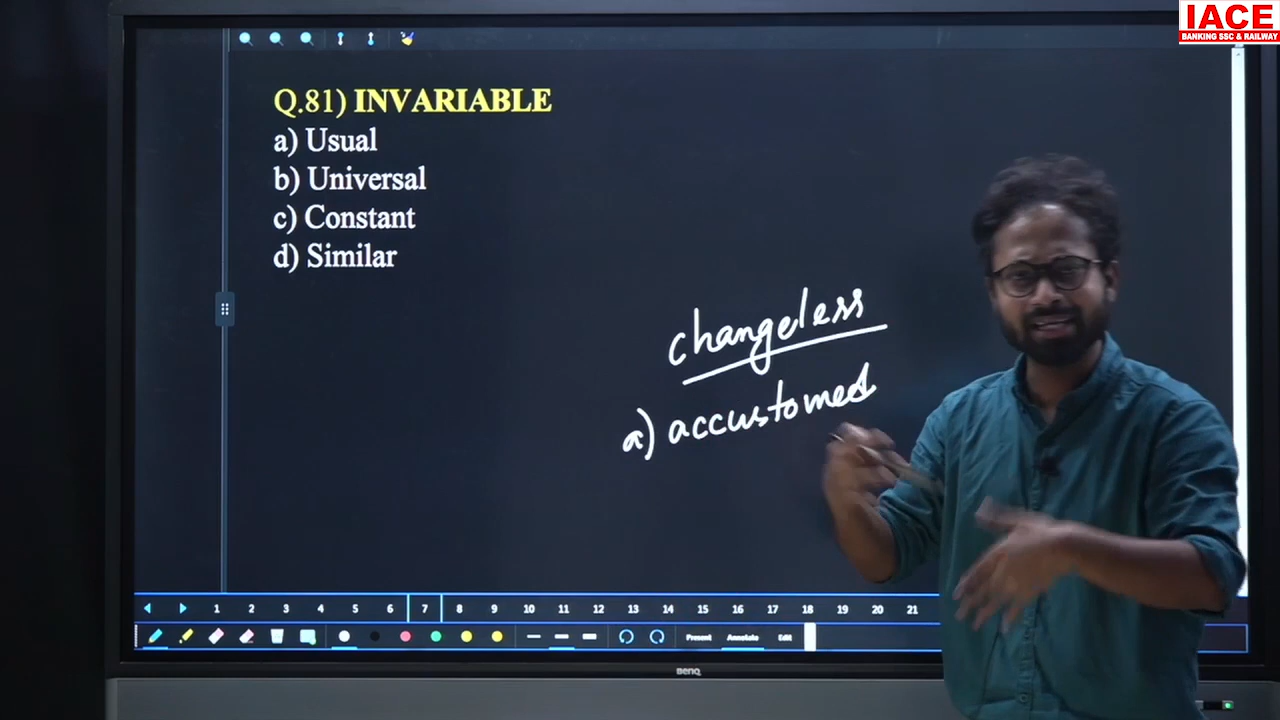 IACE
BANKING SSC & RAILWAY
Q.81) INVARIABLE
a) Usual
b) Universal
c) Constant
d) Similar
changeless
a) accustomed
1 2 3 4 5 6 7 8 9 10 11 12 13 14 15 16 17 18 19 20 21
Present Annotate Edit
BenQ